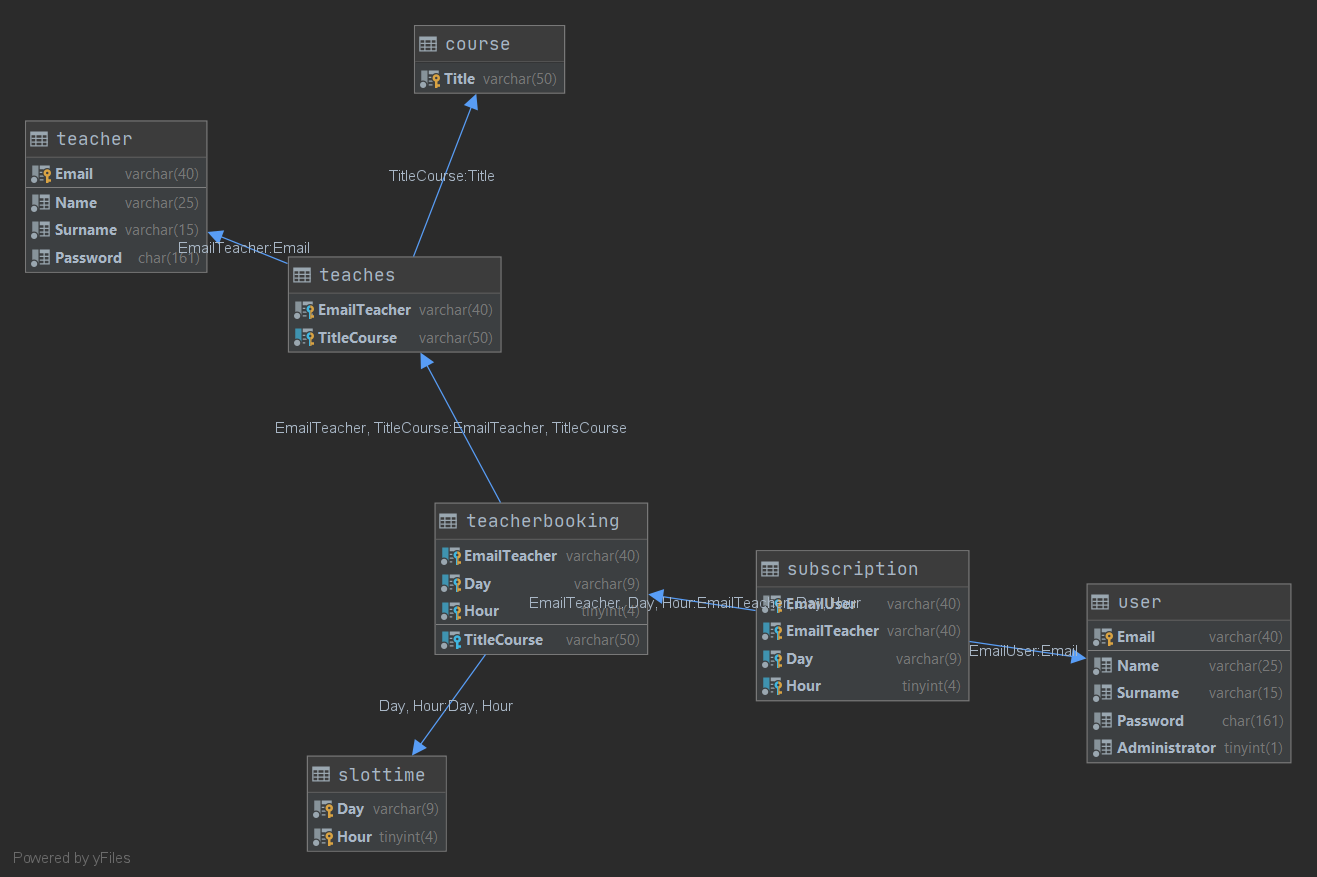 course
Title varchar(50)
teacher
Email varchar(40)
Name varchar(25)
Surname varchar(15)
Password char(161)
TitleCourse:Title
EmailTeacher:Email
teaches
EmailTeacher varchar(40)
TitleCourse varchar(50)
EmailTeacher, TitleCourse:EmailTeacher, TitleCourse
teacherbooking
EmailTeacher varchar(40)
Day varchar(9)
Hour tinyint(4)
TitleCourse varchar(50)
EmailTeacher, Day, Hour:EmailTeacher, Day, Hour
subscription
EmailUser varchar(40)
EmailTeacher varchar(40)
Day varchar(9)
Hour tinyint(4)
EmailUser:Email
user
Email varchar(40)
Name varchar(25)
Surname varchar(15)
Password char(161)
Administrator tinyint(1)
Day, Hour:Day, Hour
slottime
Day varchar(9)
Hour tinyint(4)
Powered by yFiles